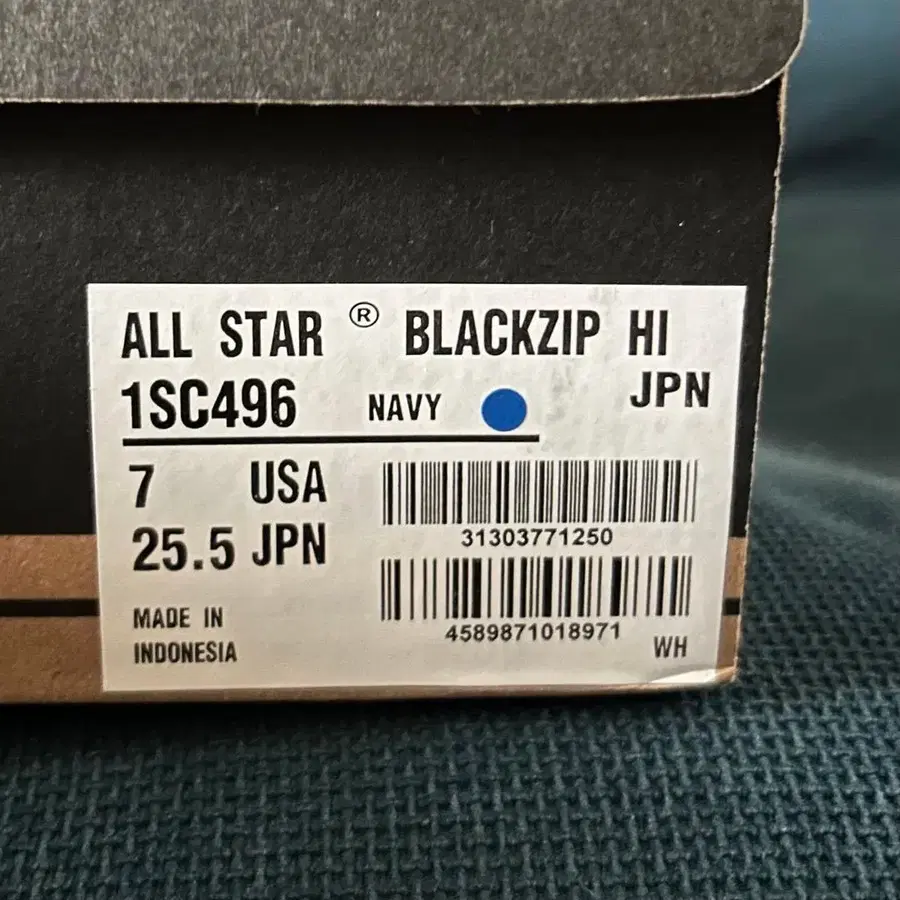 ALL STAR ® BLACKZIP HI
1SC496 NAVY JPN
7 USA
25.5 JPN
31303771250
MADE IN
INDONESIA
4589871018971
WH